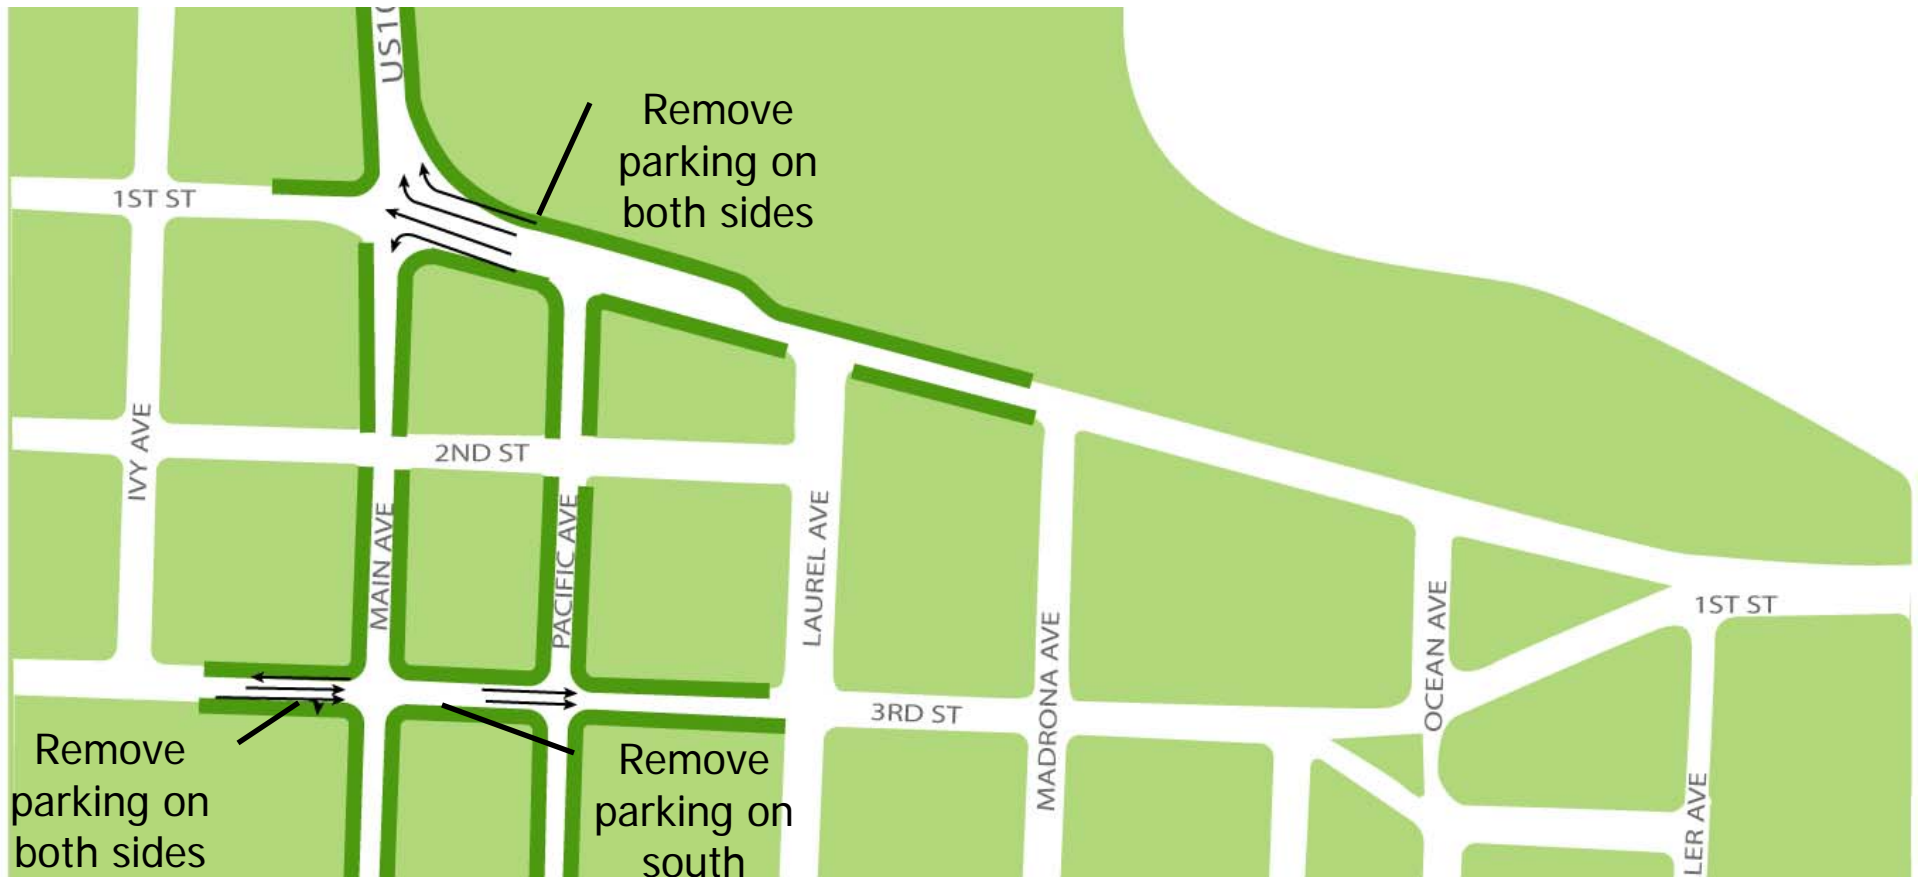 US10
Remove
parking on
both sides
1ST ST
IVY AVE
2ND ST
MAIN AVE
PACIFIC AVE
LAUREL AVE
MADRONA AVE
OCEAN AVE
1ST ST
3RD ST
Remove
parking on
both sides
Remove
parking on
south
LER AVE